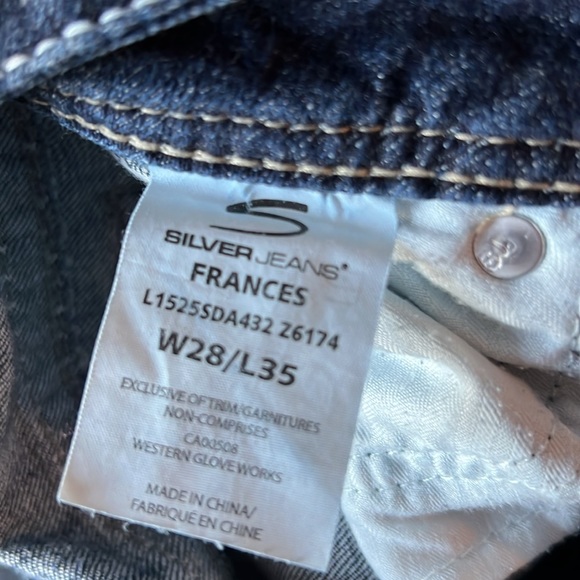 SILVER JEANS®
FRANCES
L1525SDA432 Z6174
W28/L35
EXCLUSIVE OF TRIM/GARNITURES
NON-COMPRISES
CA00508
WESTERN GLOVE WORKS
MADE IN CHINA/
FABRIQUÉ EN CHINE